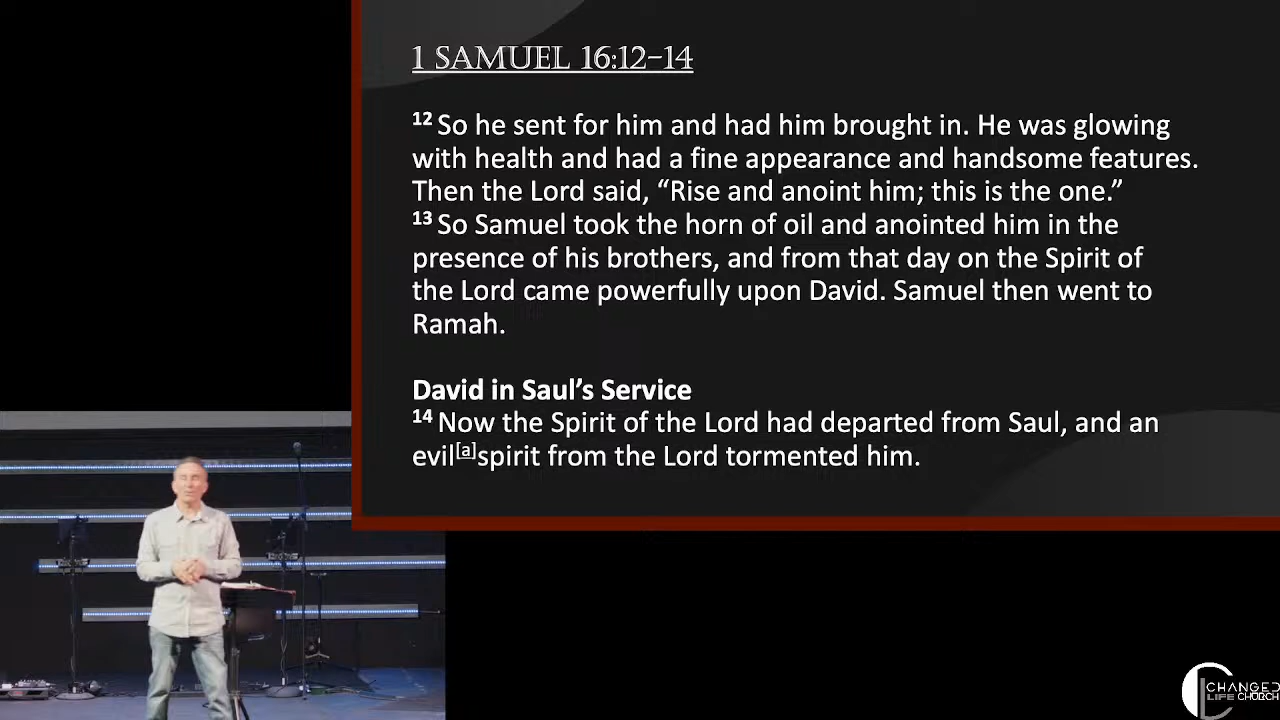 1 SAMUEL 16:12–14
12 So he sent for him and had him brought in. He was glowing
with health and had a fine appearance and handsome features.
Then the Lord said, “Rise and anoint him; this is the one.”
13 So Samuel took the horn of oil and anointed him in the
presence of his brothers, and from that day on the Spirit of
the Lord came powerfully upon David. Samuel then went to
Ramah.
David in Saul’s Service
14 Now the Spirit of the Lord had departed from Saul, and an
evil[a]spirit from the Lord tormented him.
CHANGED
LIFE CHURCH